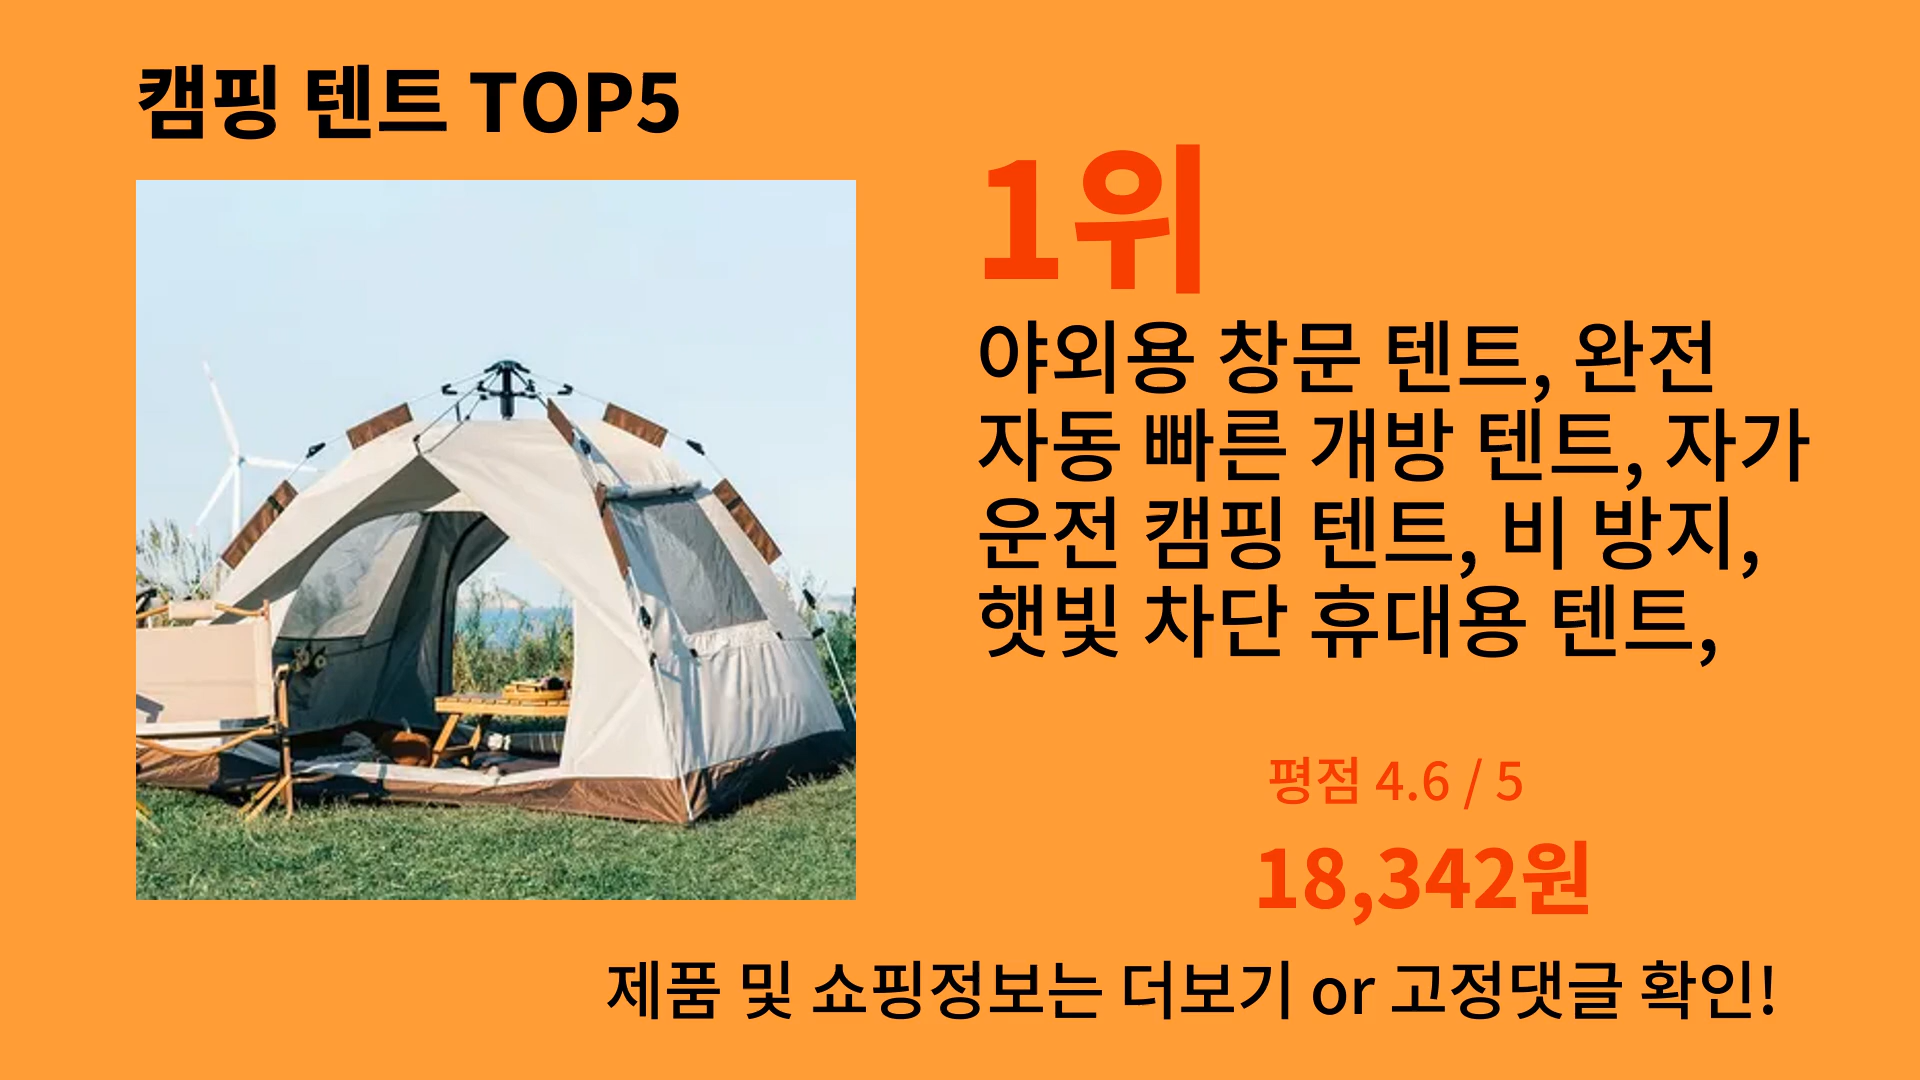 캠핑 텐트 TOP5
1위
야외용 창문 텐트, 완전
자동 빠른 개방 텐트, 자가
운전 캠핑 텐트, 비 방지,
햇빛 차단 휴대용 텐트,
평점 4.6 / 5
18,342원
제품 및 쇼핑정보는 더보기 or 고정댓글 확인!